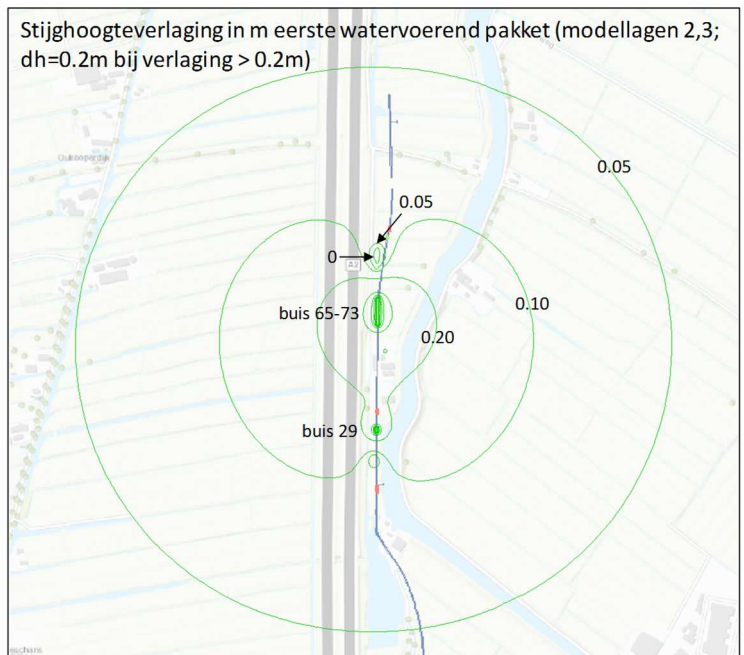 Stijghoogteverlaging in m eerste watervoerend pakket (modellagen 2,3;
dh=0.2m bij verlaging > 0.2m)
0.05
0.05
0
A2
buis 65-73
0.10
0.20
buis 29